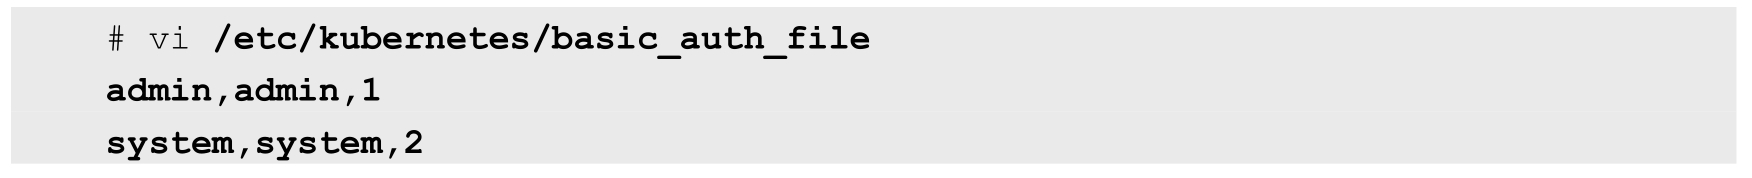 # vi /etc/kubernetes/basic_auth_file
admin,admin,1
system,system,2